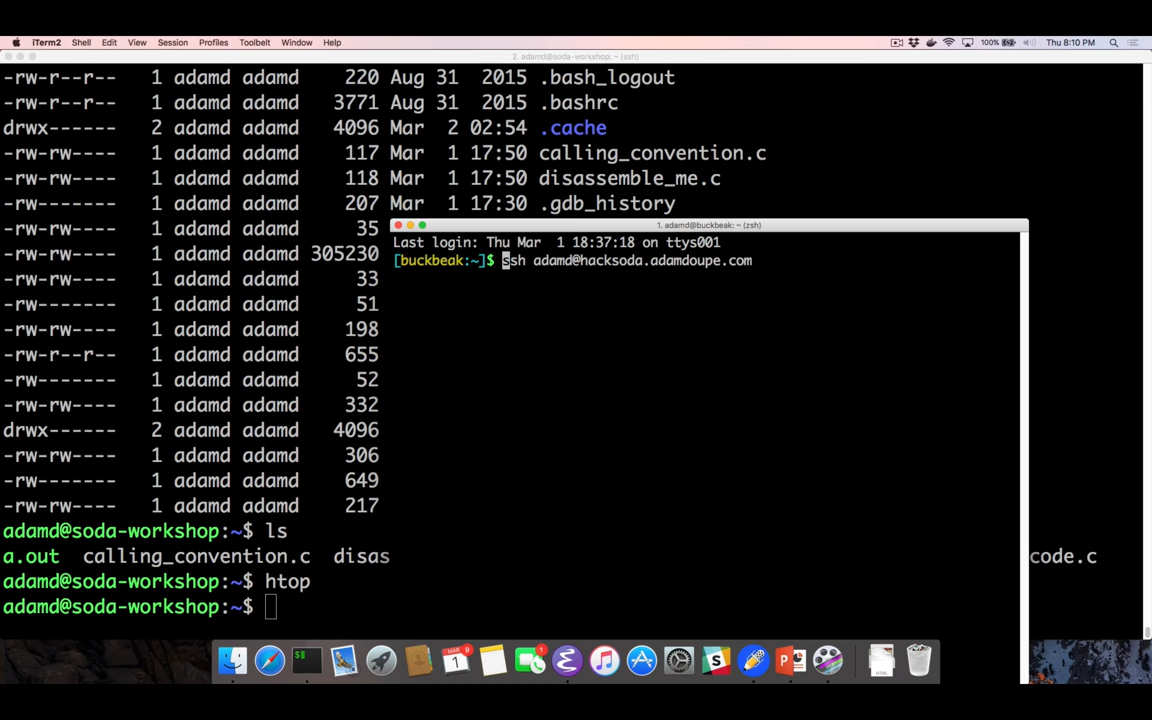 iTerm2 Shell Edit View Session Profiles Toolbelt Window Help 100% Thu 8:10 PM
2. adamd@soda-workshop: ~ (ssh)
-rw-r--r-- 1 adamd adamd 220 Aug 31 2015 .bash_logout
-rw-r--r-- 1 adamd adamd 3771 Aug 31 2015 .bashrc
drwx------ 2 adamd adamd 4096 Mar 2 02:54 .cache
-rw-rw---- 1 adamd adamd 117 Mar 1 17:50 calling_convention.c
-rw-rw---- 1 adamd adamd 118 Mar 1 17:50 disassemble_me.c
-rw------- 1 adamd adamd 207 Mar 1 17:30 .gdb_history
-rw-rw---- 1 adamd adamd 35
-rw-rw---- 1 adamd adamd 305230
-rw------- 1 adamd adamd 33
-rw------- 1 adamd adamd 51
-rw-rw---- 1 adamd adamd 198
-rw-r--r-- 1 adamd adamd 655
-rw------- 1 adamd adamd 52
-rw-rw---- 1 adamd adamd 332
drwx------ 2 adamd adamd 4096
-rw-rw---- 1 adamd adamd 306
-rw------- 1 adamd adamd 649
-rw-rw---- 1 adamd adamd 217
adamd@soda-workshop:~$ ls
a.out calling_convention.c disas
code.c
adamd@soda-workshop:~$ htop
adamd@soda-workshop:~$
1. adamd@buckbeak: ~ (zsh)
Last login: Thu Mar 1 18:37:18 on ttys001
[buckbeak:~]$ ssh adamd@hacksoda.adamdoupe.com